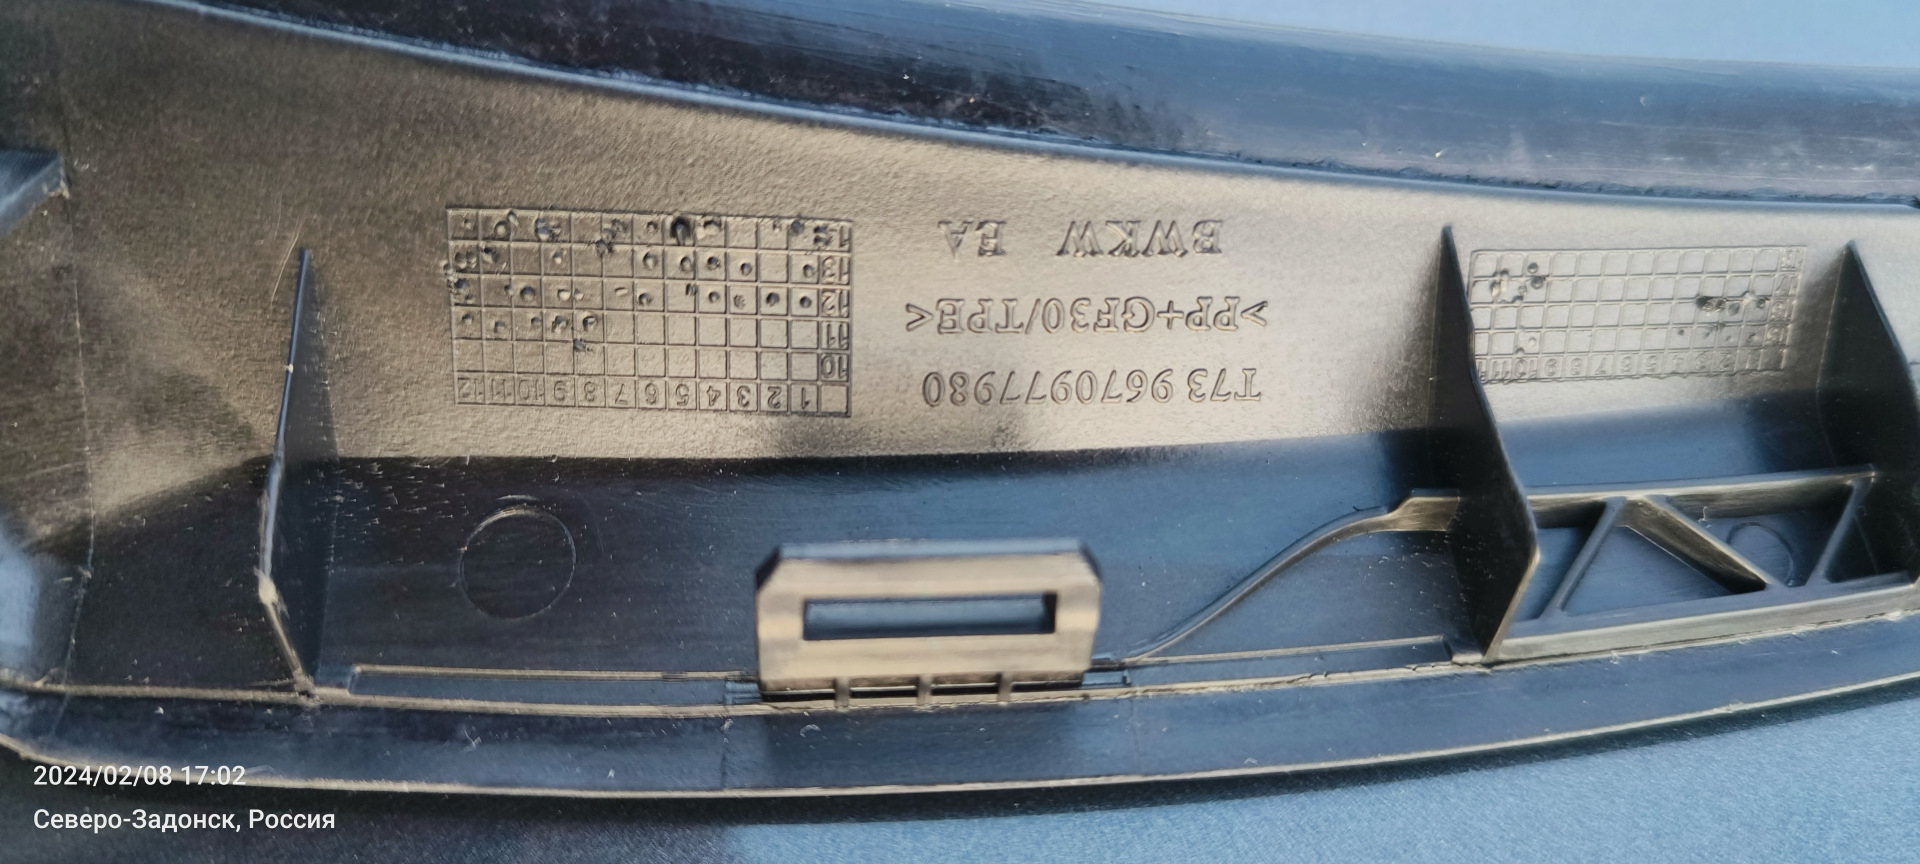 T73 9670977980
>PP+GF30/TPE<
BWKW EA
1 2 3 4 5 6 7 8 9 10 11 12
10
11
12
13
14
2024/02/08 17:02
Северо-Задонск, Россия